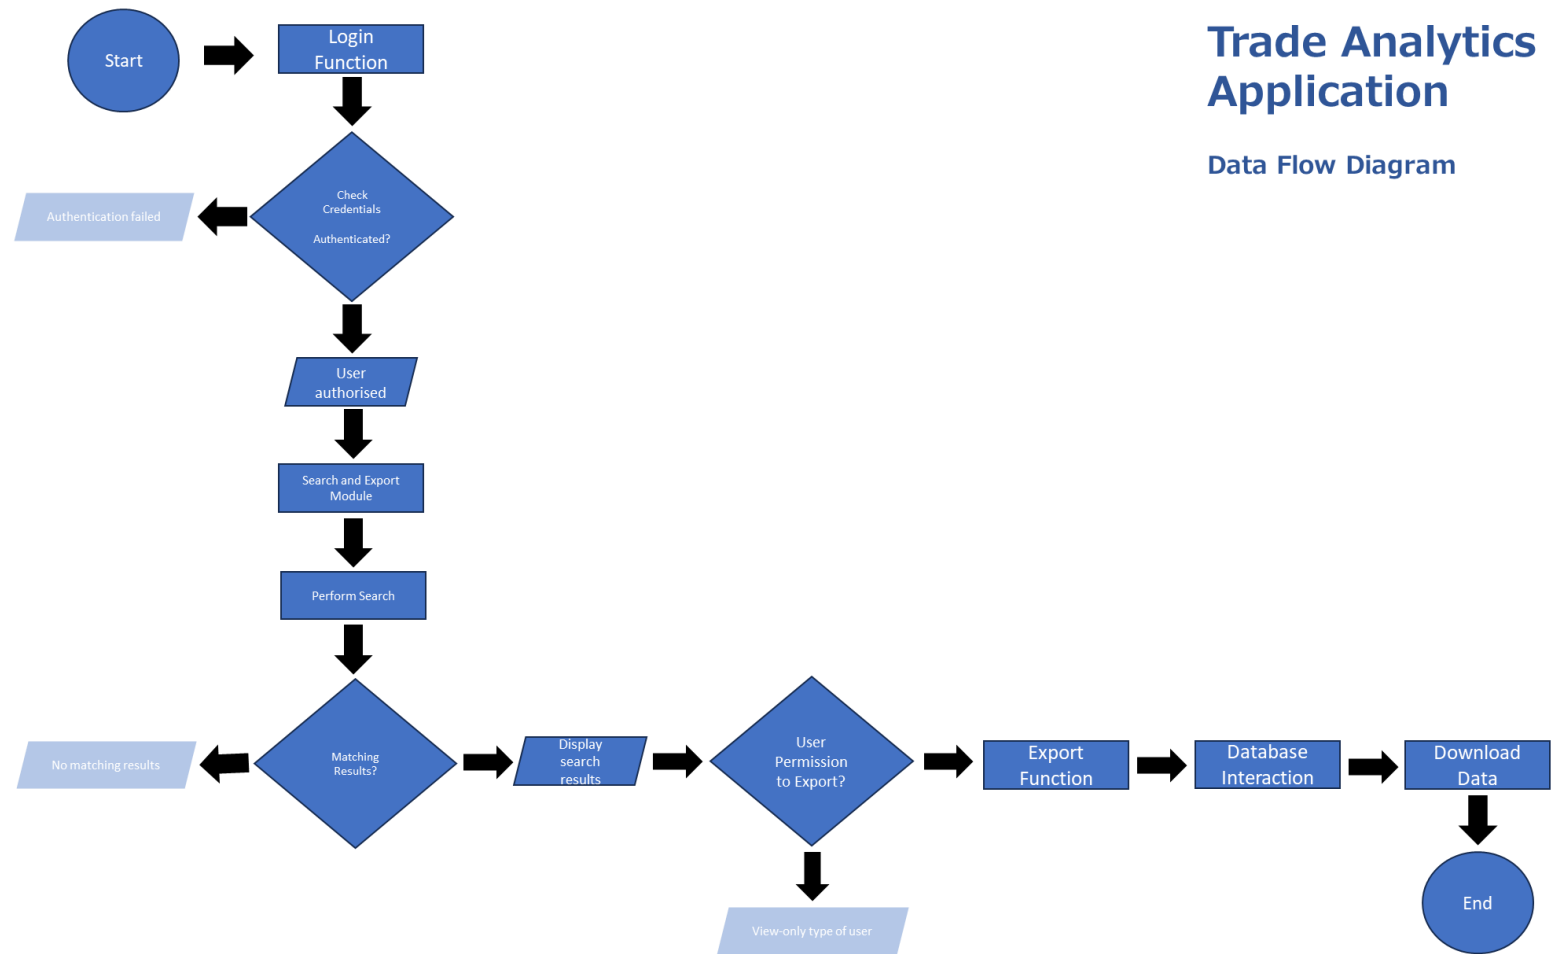 Trade Analytics
Application
Data Flow Diagram
Start
Login
Function
Check
Credentials
Authenticated?
Authentication failed
User
authorised
Search and Export
Module
Perform Search
Matching
Results?
No matching results
Display
search
results
User
Permission
to Export?
View-only type of user
Export
Function
Database
Interaction
Download
Data
End